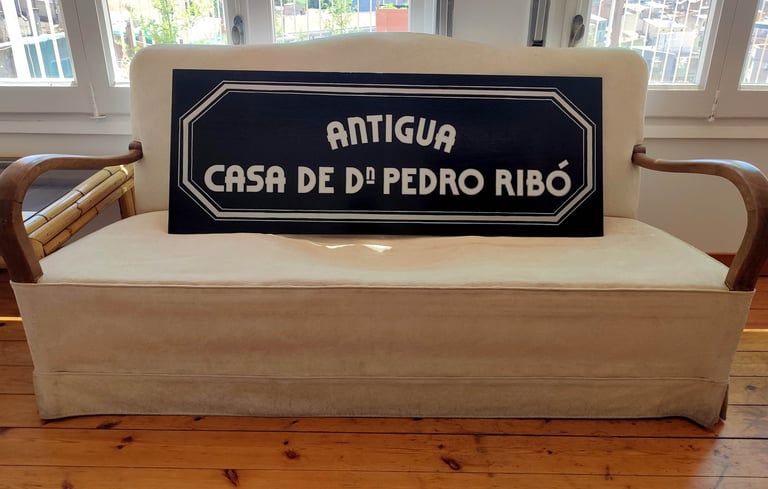 ANTIGUA
CASA DE Dⁿ PEDRO RIBÓ